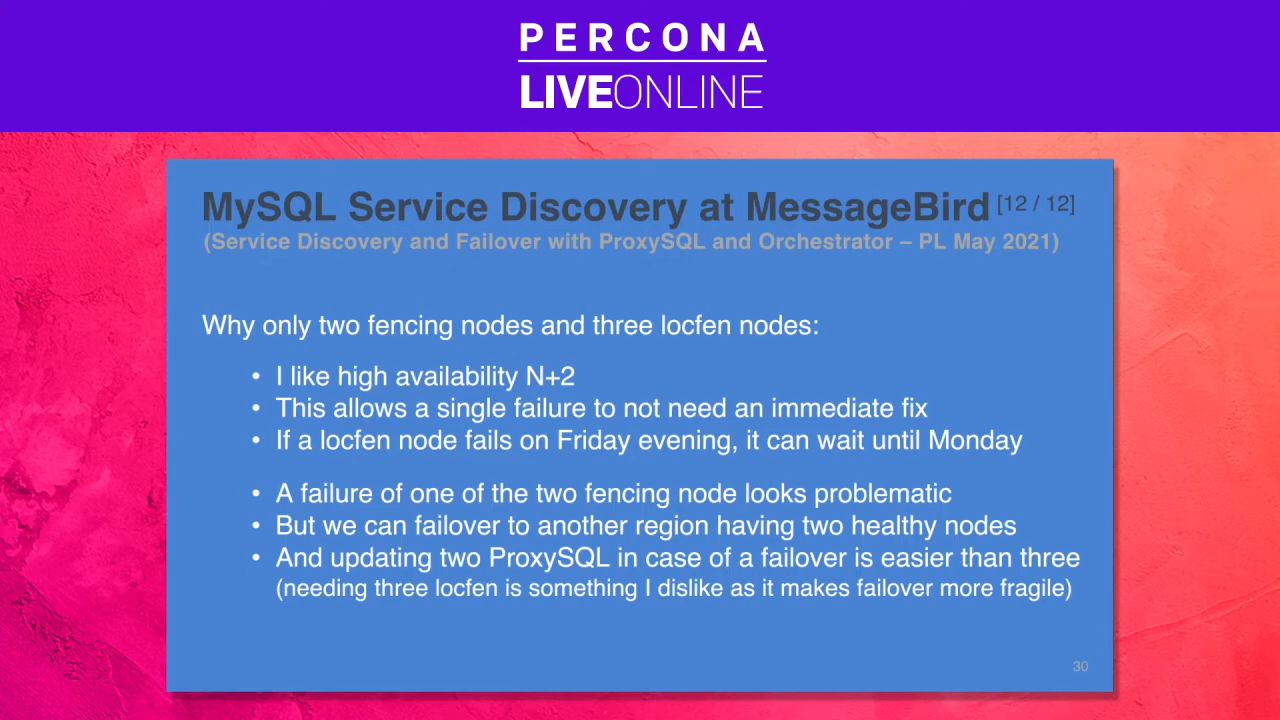 PERCONA
LIVEONLINE
MySQL Service Discovery at MessageBird [12 / 12]
(Service Discovery and Failover with ProxySQL and Orchestrator – PL May 2021)
Why only two fencing nodes and three locfen nodes:
• I like high availability N+2
• This allows a single failure to not need an immediate fix
• If a locfen node fails on Friday evening, it can wait until Monday
• A failure of one of the two fencing node looks problematic
• But we can failover to another region having two healthy nodes
• And updating two ProxySQL in case of a failover is easier than three
(needing three locfen is something I dislike as it makes failover more fragile)
30